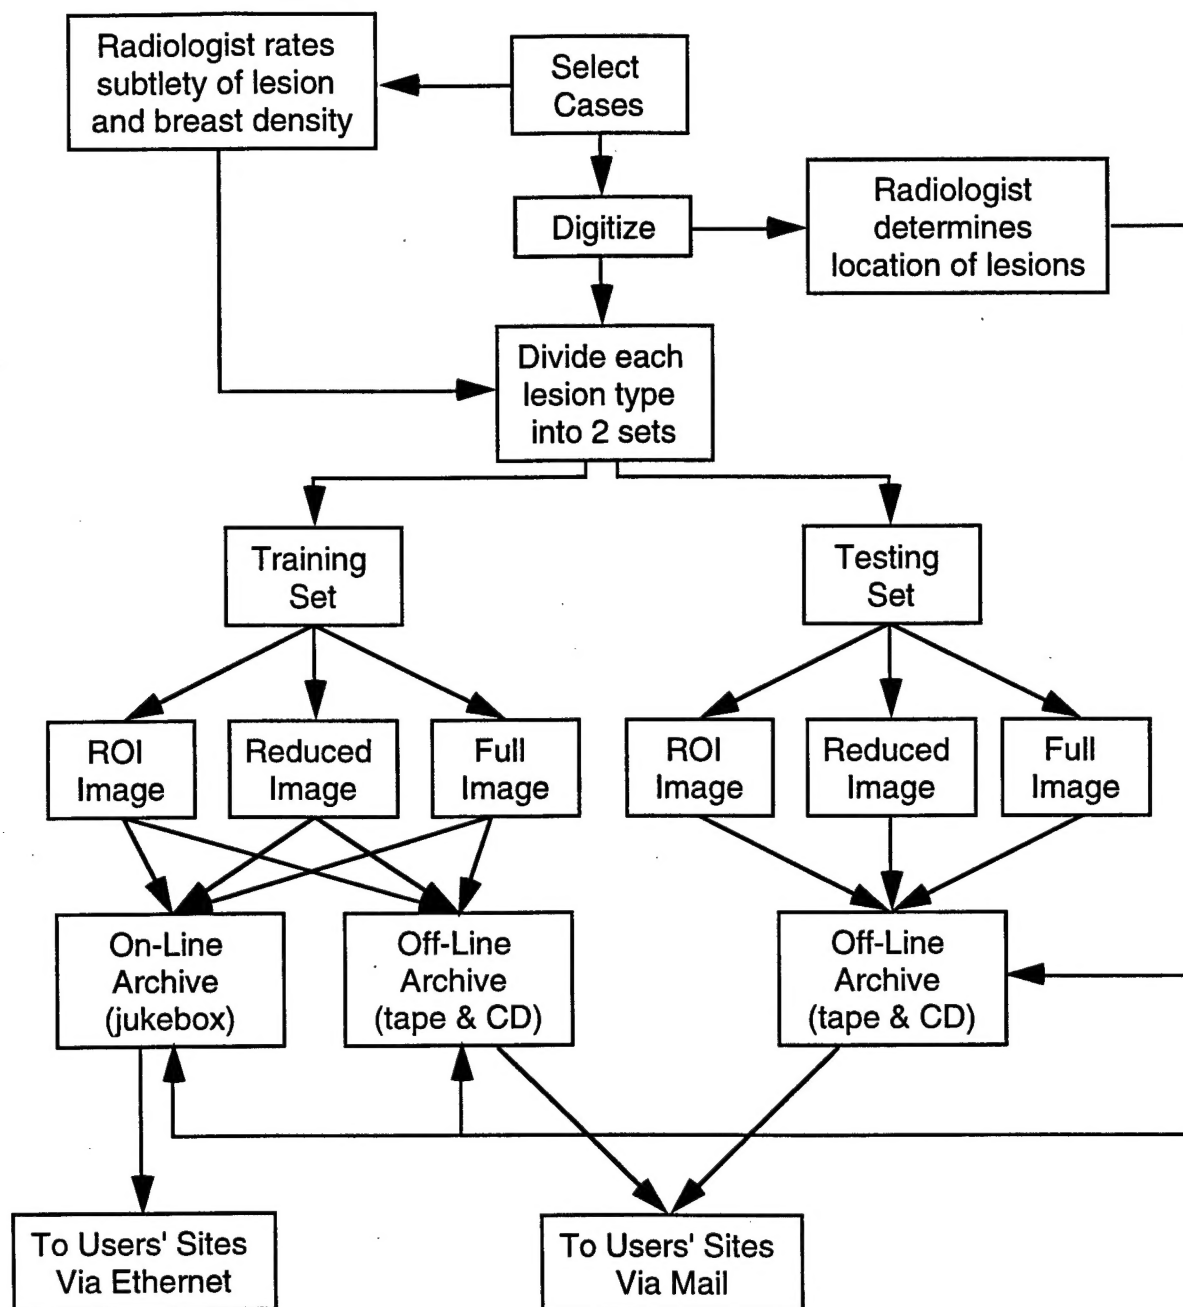 Radiologist rates
subtlety of lesion
and breast density
Select
Cases
Digitize
Radiologist
determines
location of lesions
Divide each
lesion type
into 2 sets
Training
Set
Testing
Set
ROI
Image
Reduced
Image
Full
Image
ROI
Image
Reduced
Image
Full
Image
On-Line
Archive
(jukebox)
Off-Line
Archive
(tape & CD)
Off-Line
Archive
(tape & CD)
To Users' Sites
Via Ethernet
To Users' Sites
Via Mail